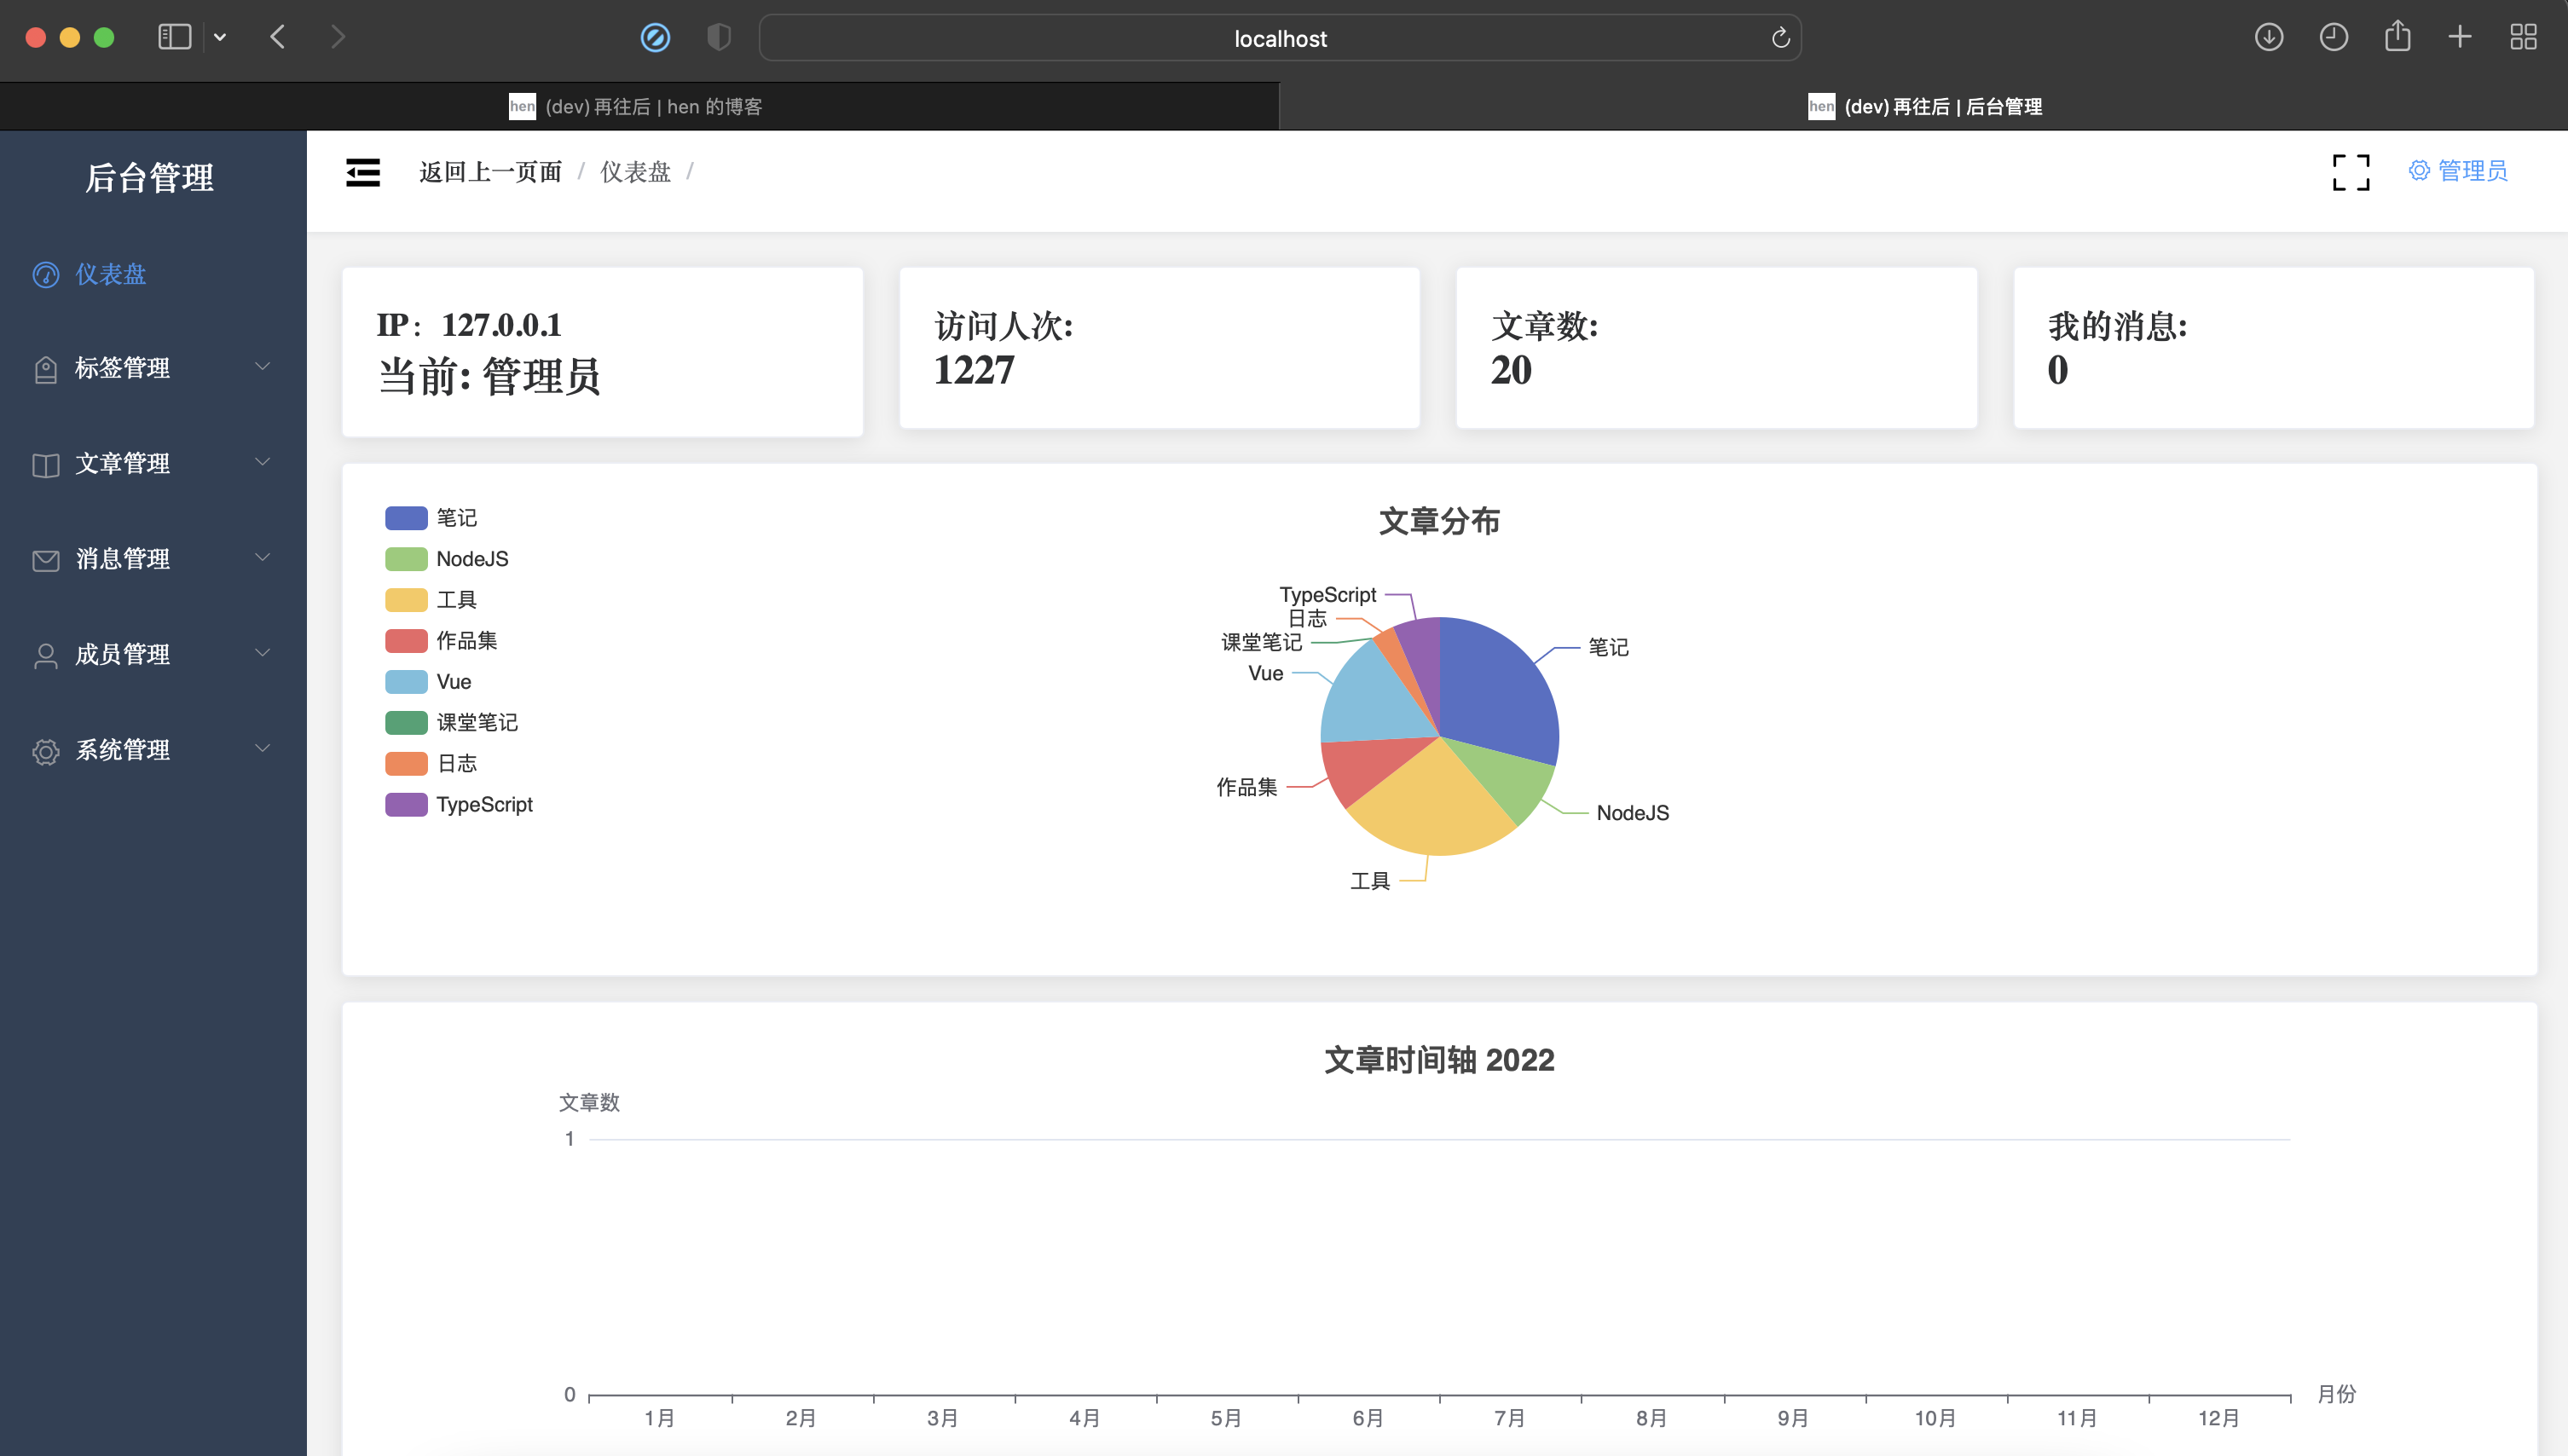 localhost
hen (dev) 再往后 | hen 的博客
hen (dev) 再往后 | 后台管理
后台管理
返回上一页面 / 仪表盘 /
管理员
仪表盘
标签管理
文章管理
消息管理
成员管理
系统管理
IP：127.0.0.1
当前: 管理员
访问人次:
1227
文章数:
20
我的消息:
0
笔记
NodeJS
工具
作品集
Vue
课堂笔记
日志
TypeScript
文章分布
TypeScript
日志
课堂笔记
笔记
Vue
作品集
NodeJS
工具
文章时间轴 2022
文章数
1
0
月份
1月 2月 3月 4月 5月 6月 7月 8月 9月 10月 11月 12月